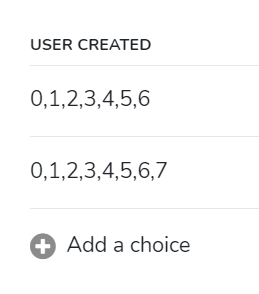 USER CREATED
0,1,2,3,4,5,6
0,1,2,3,4,5,6,7
Add a choice